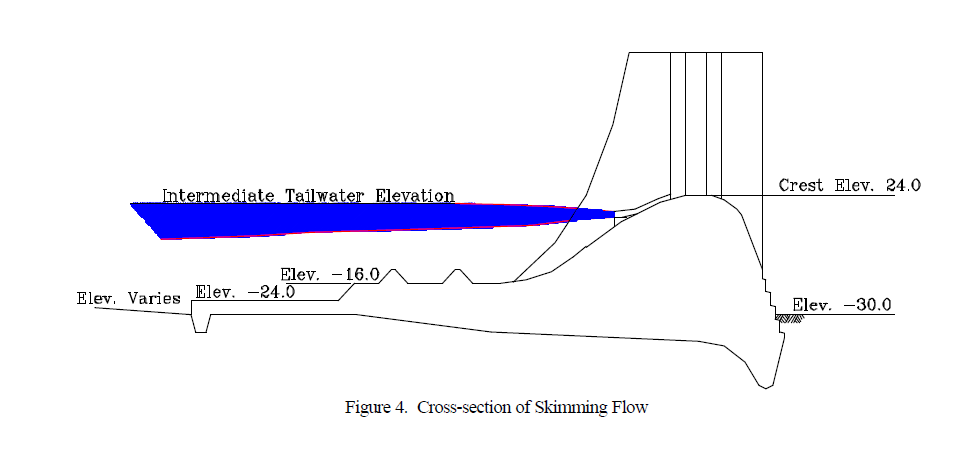 Intermediate Tailwater Elevation
Crest Elev. 24.0
Elev. -16.0
Elev. Varies
Elev. -24.0
Elev. -30.0
Figure 4. Cross-section of Skimming Flow